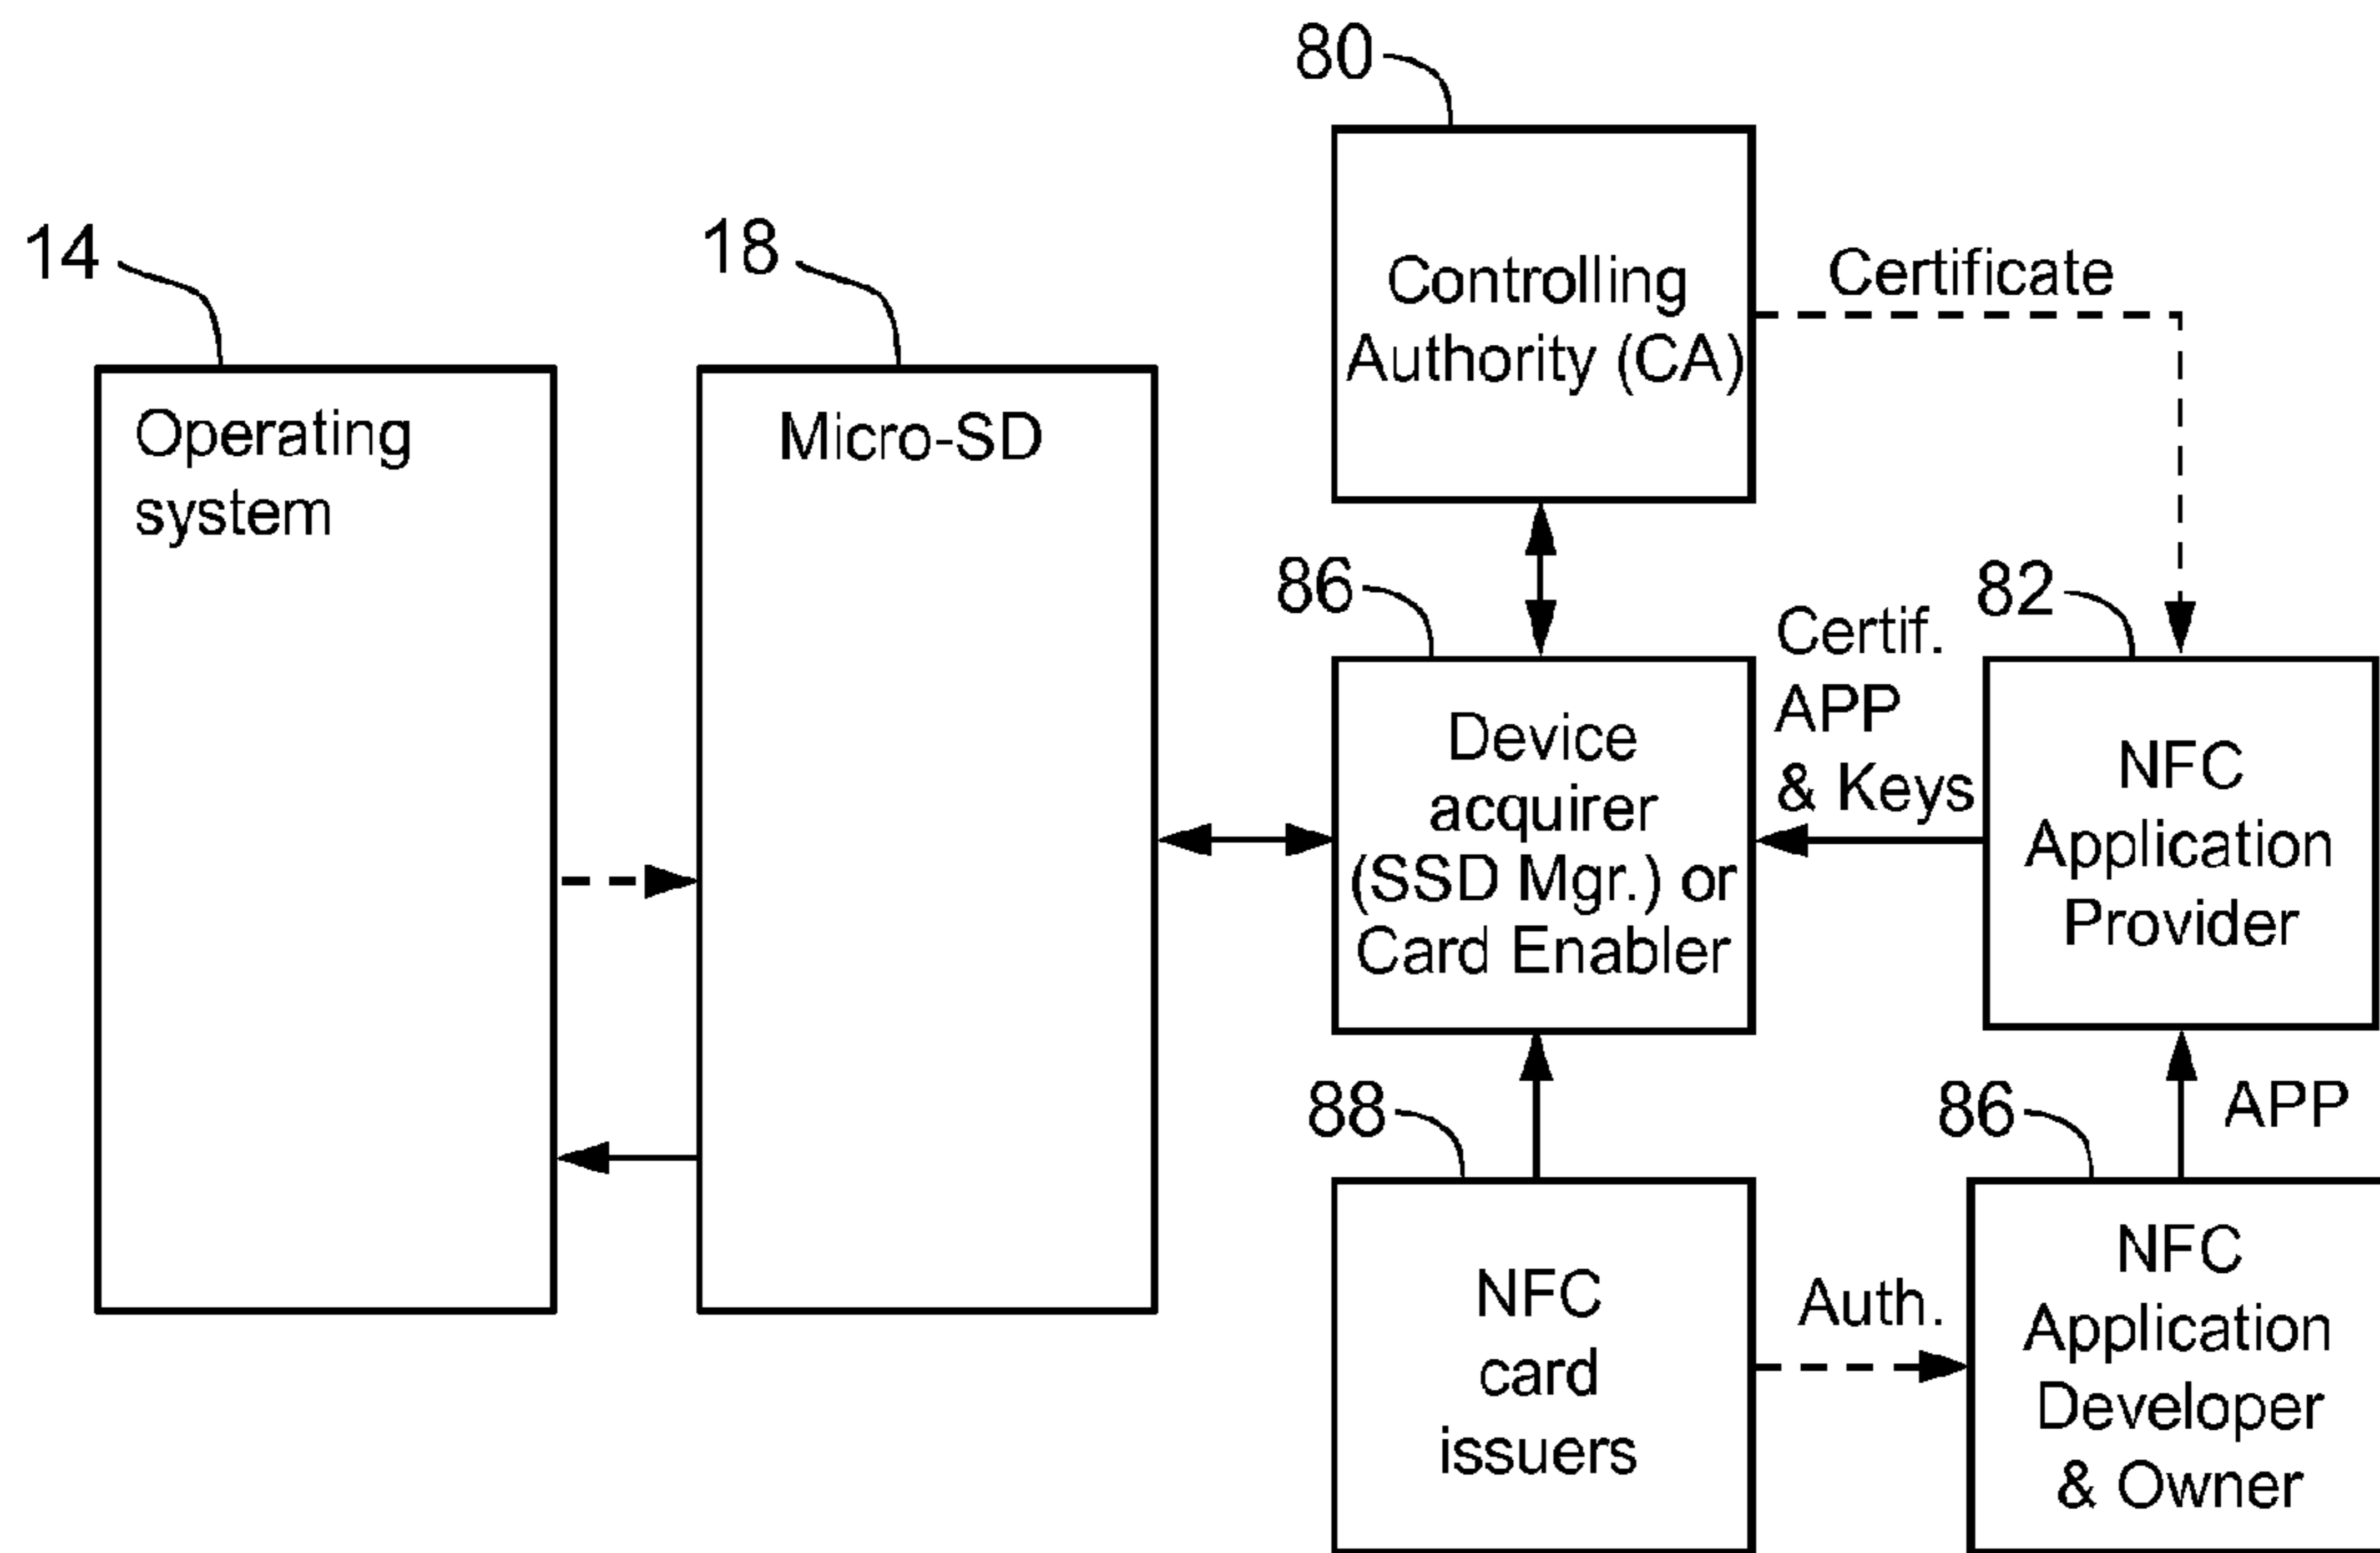 80
14
18
Operating
system
Micro-SD
Controlling
Authority (CA)
Certificate
86
Device
acquirer
(SSD Mgr.) or
Card Enabler
Certif.
APP
& Keys
82
NFC
Application
Provider
88
NFC
card
issuers
Auth.
86
APP
NFC
Application
Developer
& Owner